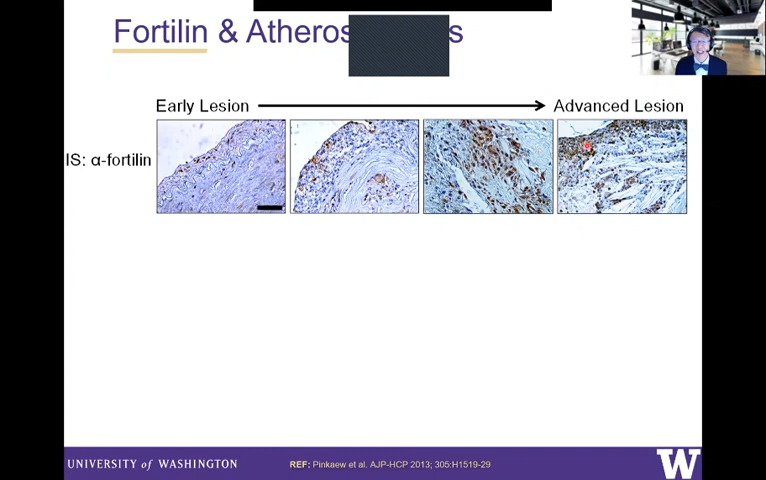 Fortilin & Atheros s
Early Lesion Advanced Lesion
IS: α-fortilin
UNIVERSITY of WASHINGTON
REF: Pinkaew et al. AJP-HCP 2013; 305:H1519-29
W